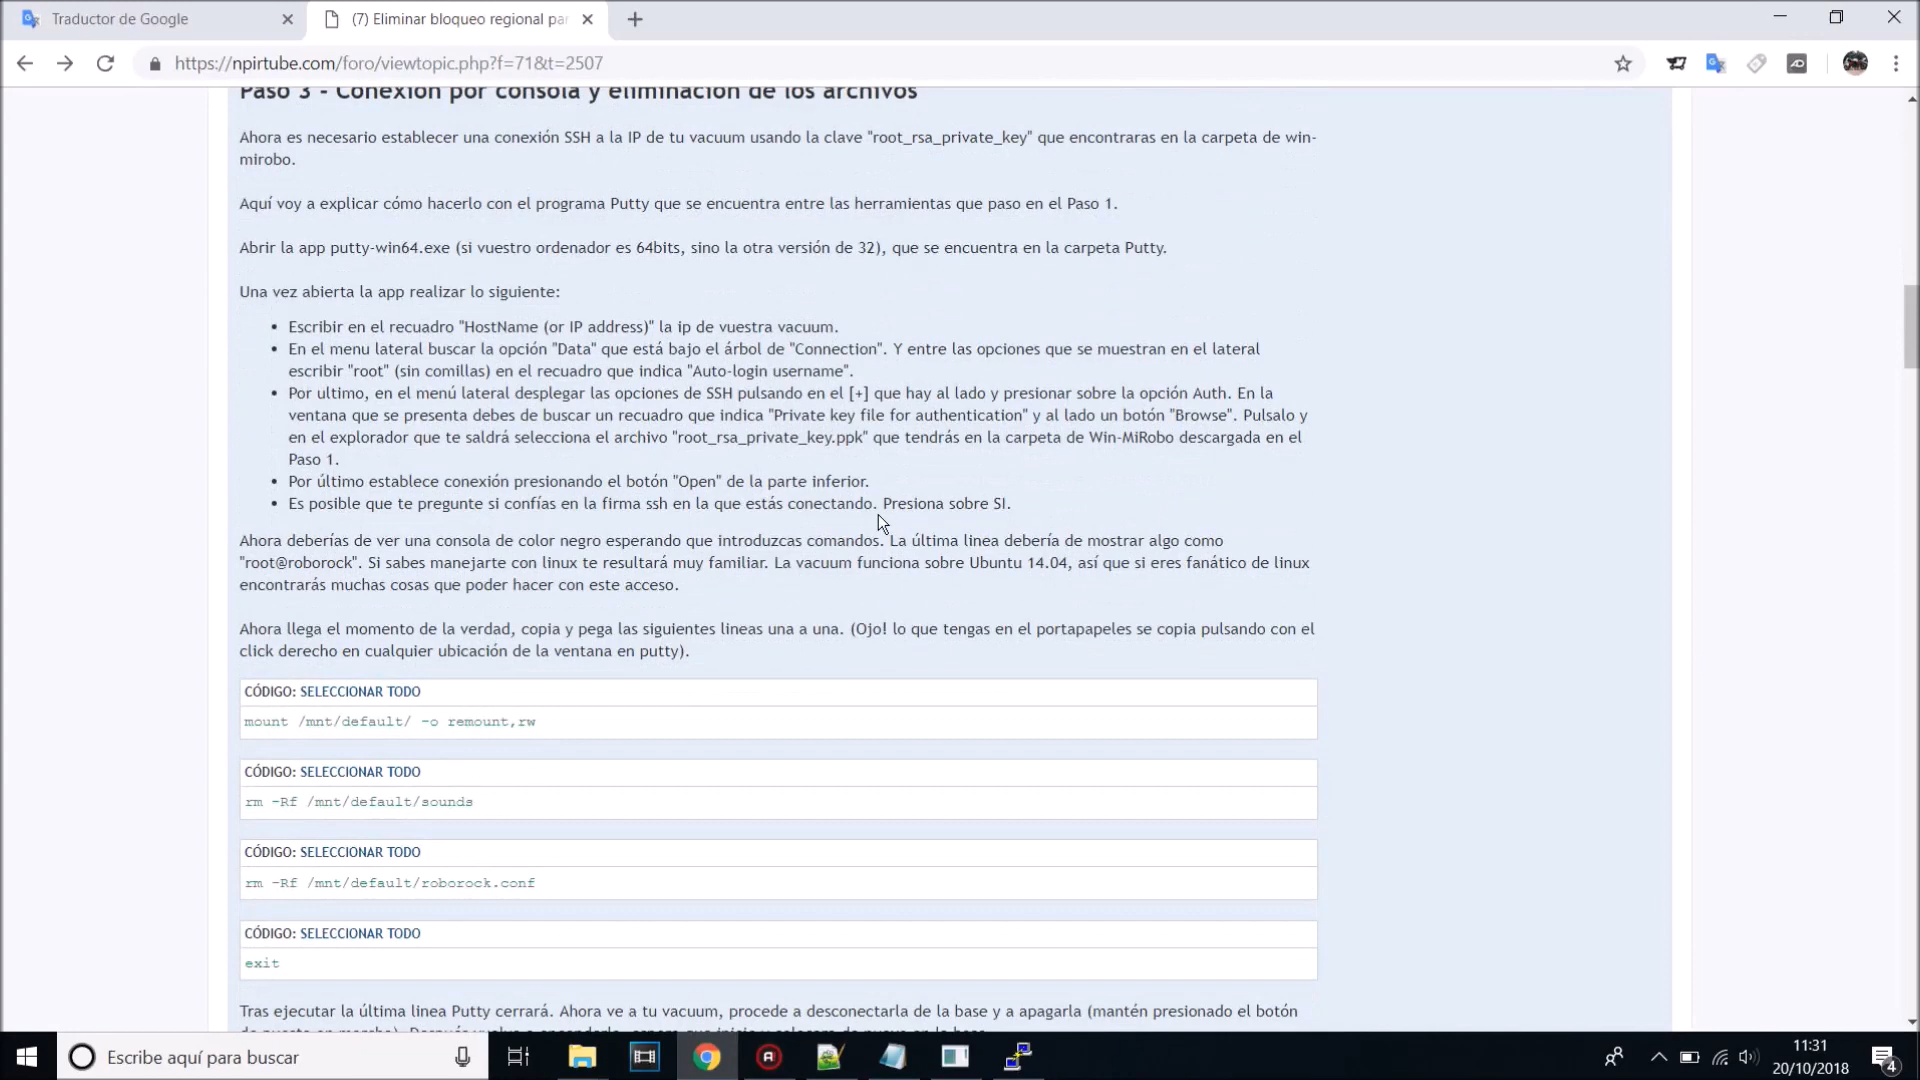 Traductor de Google
(7) Eliminar bloqueo regional par
https://npirtube.com/foro/viewtopic.php?f=71&t=2507
Paso 3 - Conexión por consola y eliminación de los archivos
Ahora es necesario establecer una conexión SSH a la IP de tu vacuum usando la clave "root_rsa_private_key" que encontraras en la carpeta de win-
mirobo.
Aquí voy a explicar cómo hacerlo con el programa Putty que se encuentra entre las herramientas que paso en el Paso 1.
Abrir la app putty-win64.exe (si vuestro ordenador es 64bits, sino la otra versión de 32), que se encuentra en la carpeta Putty.
Una vez abierta la app realizar lo siguiente:
• Escribir en el recuadro "HostName (or IP address)" la ip de vuestra vacuum.
• En el menu lateral buscar la opción "Data" que está bajo el árbol de "Connection". Y entre las opciones que se muestran en el lateral
escribir "root" (sin comillas) en el recuadro que indica "Auto-login username".
• Por ultimo, en el menú lateral desplegar las opciones de SSH pulsando en el [+] que hay al lado y presionar sobre la opción Auth. En la
ventana que se presenta debes de buscar un recuadro que indica "Private key file for authentication" y al lado un botón "Browse". Pulsalo y
en el explorador que te saldrá selecciona el archivo "root_rsa_private_key.ppk" que tendrás en la carpeta de Win-MiRobo descargada en el
Paso 1.
• Por último establece conexión presionando el botón "Open" de la parte inferior.
• Es posible que te pregunte si confías en la firma ssh en la que estás conectando. Presiona sobre SI.
Ahora deberías de ver una consola de color negro esperando que introduzcas comandos. La última linea debería de mostrar algo como
"root@roborock". Si sabes manejarte con linux te resultará muy familiar. La vacuum funciona sobre Ubuntu 14.04, así que si eres fanático de linux
encontrarás muchas cosas que poder hacer con este acceso.
Ahora llega el momento de la verdad, copia y pega las siguientes lineas una a una. (Ojo! lo que tengas en el portapapeles se copia pulsando con el
click derecho en cualquier ubicación de la ventana en putty).
CÓDIGO: SELECCIONAR TODO
mount /mnt/default/ -o remount,rw
CÓDIGO: SELECCIONAR TODO
rm -Rf /mnt/default/sounds
CÓDIGO: SELECCIONAR TODO
rm -Rf /mnt/default/roborock.conf
CÓDIGO: SELECCIONAR TODO
exit
Tras ejecutar la última linea Putty cerrará. Ahora ve a tu vacuum, procede a desconectarla de la base y a apagarla (mantén presionado el botón
Escribe aquí para buscar
11:31
20/10/2018
4